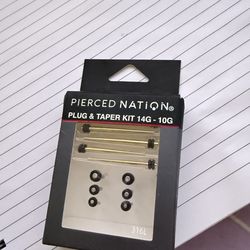 PIERCED NATION®
PLUG & TAPER KIT 14G - 10G
316L